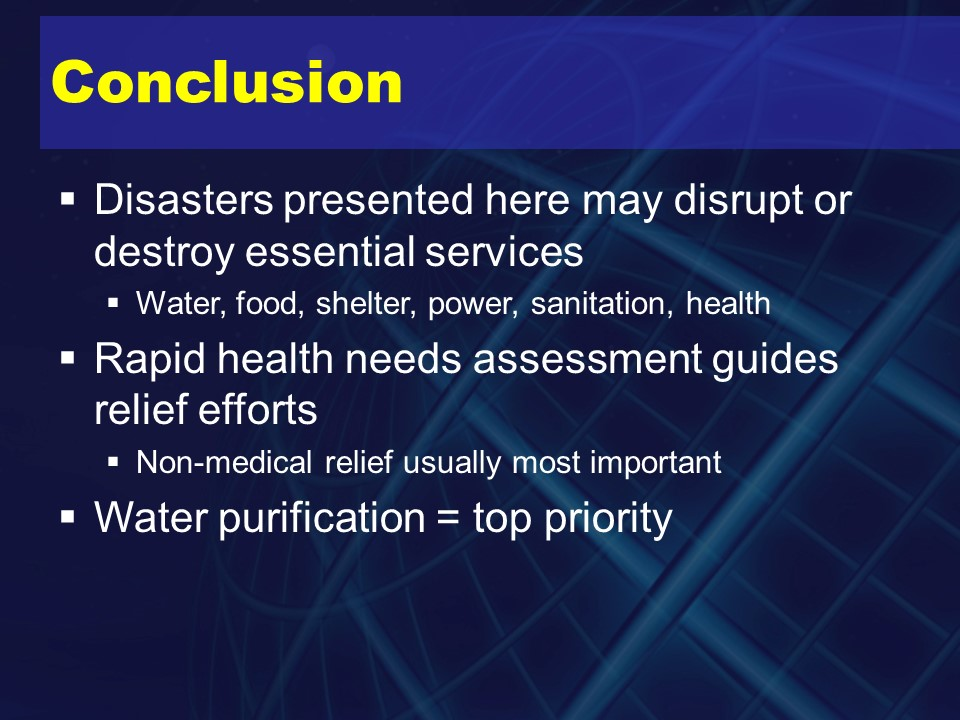 Conclusion
▪ Disasters presented here may disrupt or
destroy essential services
▪ Water, food, shelter, power, sanitation, health
▪ Rapid health needs assessment guides
relief efforts
▪ Non-medical relief usually most important
▪ Water purification = top priority